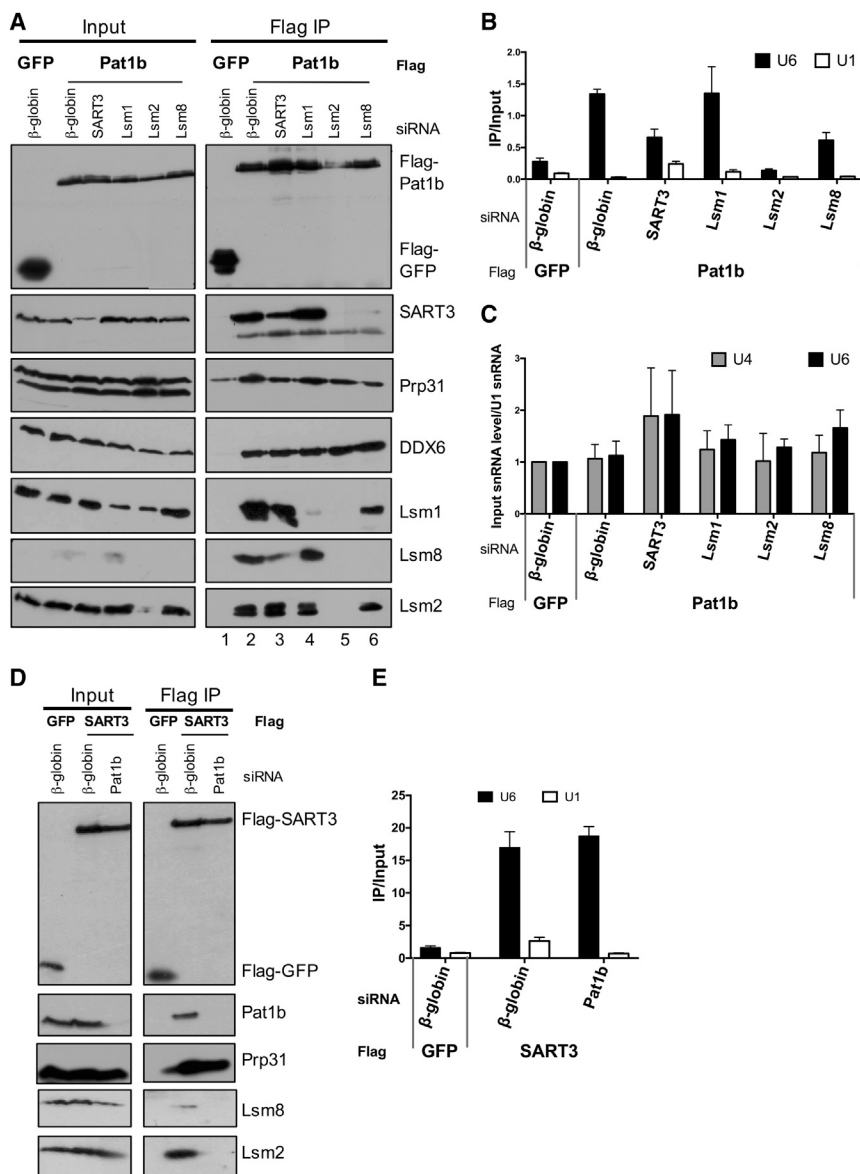 A
Input
Flag IP
GFP
Pat1b
GFP
Pat1b
Flag
β-globin
β-globin
SART3
Lsm1
Lsm2
Lsm8
β-globin
β-globin
SART3
Lsm1
Lsm2
Lsm8
siRNA
Flag-
Pat1b
Flag-
GFP
SART3
Prp31
DDX6
Lsm1
Lsm8
Lsm2
1 2 3 4 5 6
B
U6 U1
IP/Input
2.0
1.5
1.0
0.5
0.0
siRNA
β-globin
β-globin
SART3
Lsm1
Lsm2
Lsm8
Flag GFP Pat1b
C
U4 U6
Input snRNA level/U1 snRNA
3
2
1
0
siRNA
β-globin
β-globin
SART3
Lsm1
Lsm2
Lsm8
Flag GFP Pat1b
D
Input
Flag IP
GFP SART3
GFP SART3
Flag
β-globin
β-globin
Pat1b
β-globin
β-globin
Pat1b
siRNA
Flag-SART3
Flag-GFP
Pat1b
Prp31
Lsm8
Lsm2
E
U6 U1
IP/Input
25
20
15
10
5
0
siRNA
β-globin
β-globin
Pat1b
Flag GFP SART3